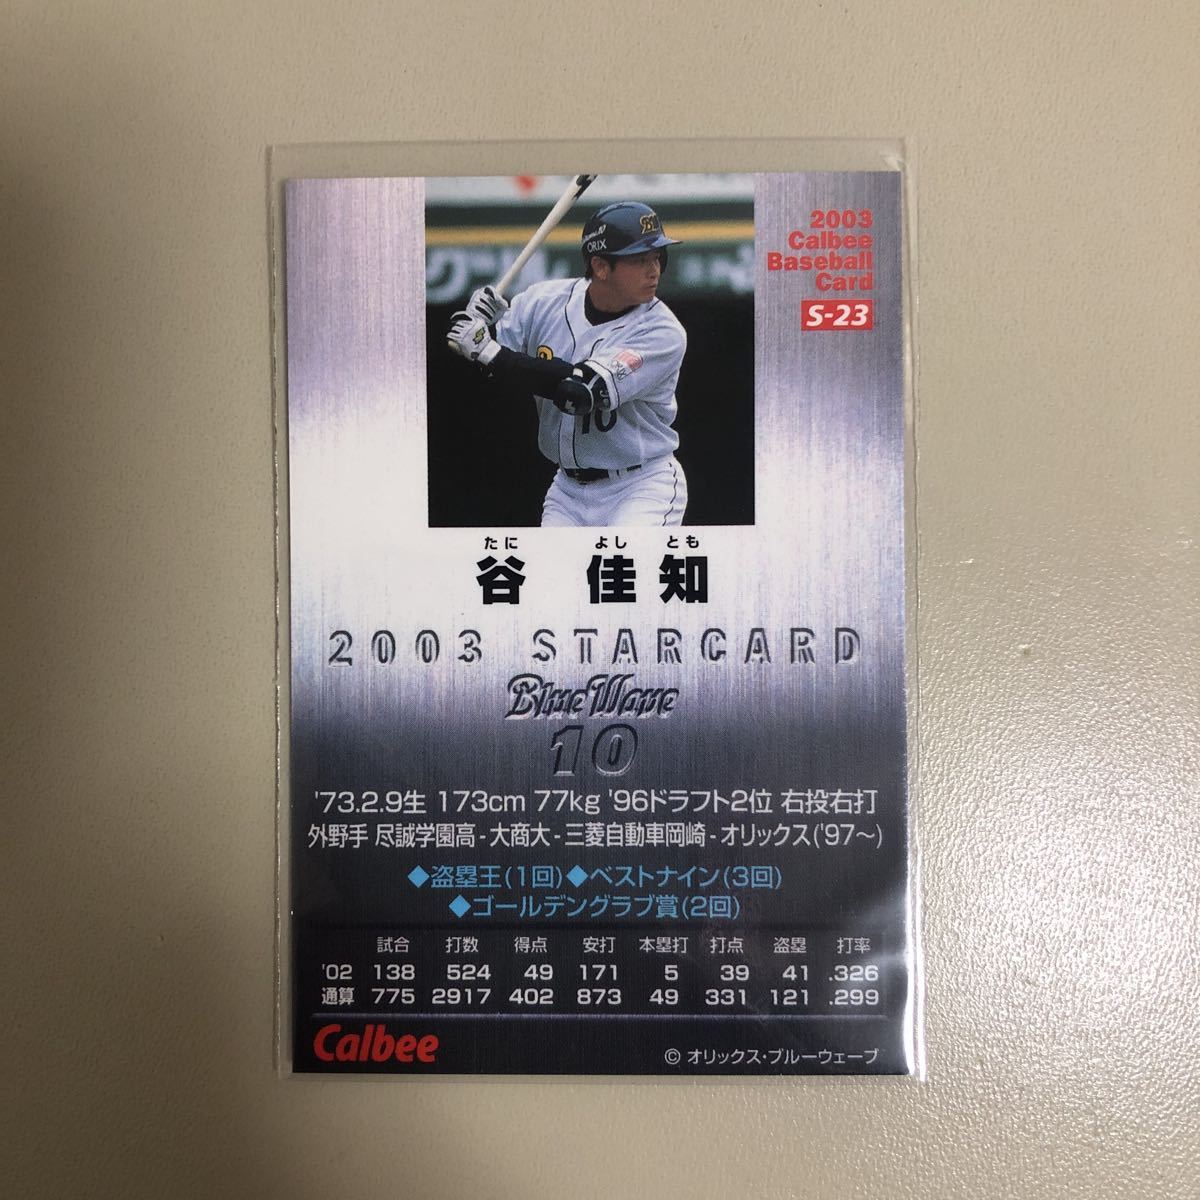 2003
Calbee
Baseball
Card
S-23
ORIX
10
たに よし とも
谷 佳知
2003 STARCARD
BlueWave
10
'73.2.9生 173cm 77kg '96ドラフト2位 右投右打
外野手 尽誠学園高-大商大-三菱自動車岡崎-オリックス('97〜)
◆盗塁王(1回)◆ベストナイン(3回)
◆ゴールデングラブ賞(2回)
試合 打数 得点 安打 本塁打 打点 盗塁 打率
'02 138 524 49 171 5 39 41 .326
通算 775 2917 402 873 49 331 121 .299
Calbee
© オリックス・ブルーウェーブ